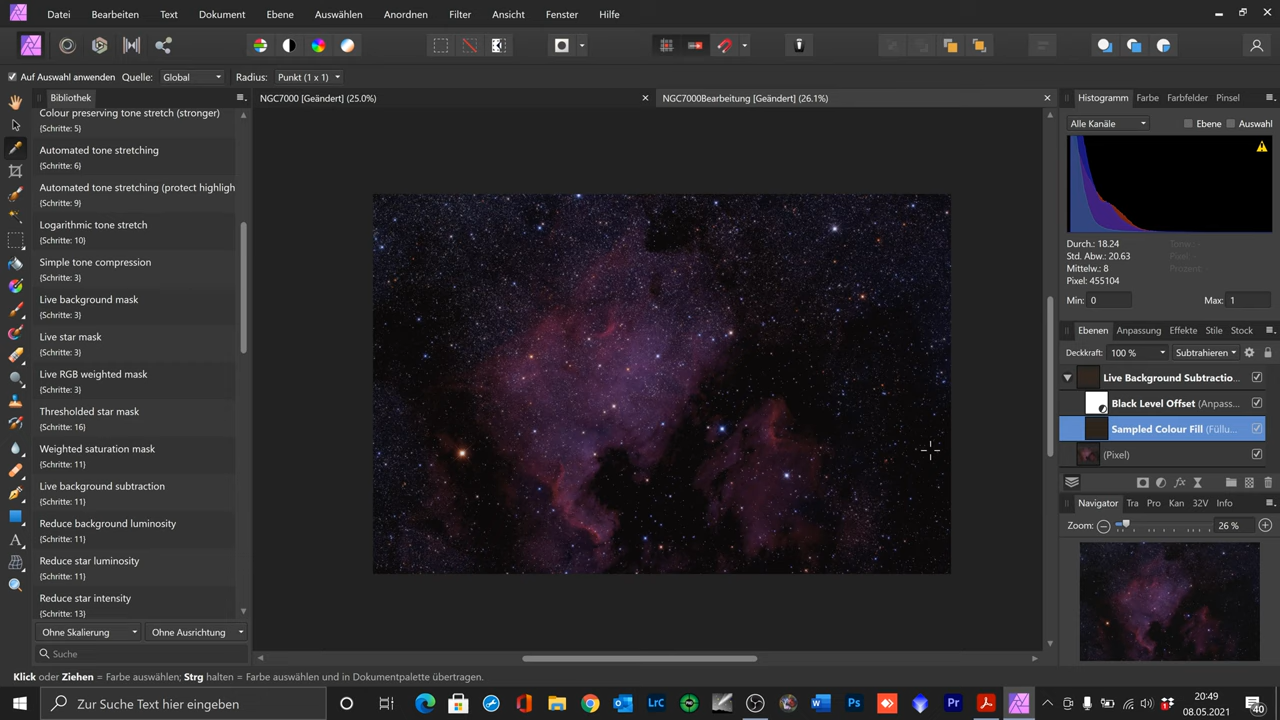 Datei Bearbeiten Text Dokument Ebene Auswählen Anordnen Filter Ansicht Fenster Hilfe
Auf Auswahl anwenden Quelle: Global Radius: Punkt (1 x 1)
Bibliothek
NGC7000 [Geändert] (25.0%)
NGC7000Bearbeitung [Geändert] (26.1%)
Histogramm Farbe Farbfelder Pinsel
Colour preserving tone stretch (stronger)
{Schritte: 5}
Automated tone stretching
{Schritte: 6}
Automated tone stretching (protect highligh
{Schritte: 9}
Logarithmic tone stretch
{Schritte: 10}
Simple tone compression
{Schritte: 3}
Live background mask
{Schritte: 3}
Live star mask
{Schritte: 3}
Live RGB weighted mask
{Schritte: 3}
Thresholded star mask
{Schritte: 16}
Weighted saturation mask
{Schritte: 11}
Live background subtraction
{Schritte: 11}
Reduce background luminosity
{Schritte: 11}
Reduce star luminosity
{Schritte: 11}
Reduce star intensity
{Schritte: 13}
Ohne Skalierung Ohne Ausrichtung
Suche
Alle Kanäle Ebene Auswahl
Durch.: 18.24
Std. Abw.: 20.63
Mittelw.: 8
Pixel: 455104
Tonw.: -
Pixel: -
Prozent: -
Min: 0 Max: 1
Ebenen Anpassung Effekte Stile Stock
Deckkraft: 100 % Subtrahieren
Live Background Subtractio...
Black Level Offset (Anpass...
Sampled Colour Fill (Füllu...
(Pixel)
Navigator Tra Pro Kan 32V Info
Zoom: 26 %
Klick oder Ziehen = Farbe auswählen; Strg halten = Farbe auswählen und in Dokumentpalette übertragen.
Zur Suche Text hier eingeben
LrC
Ps
Pr
20:49
08.05.2021
40